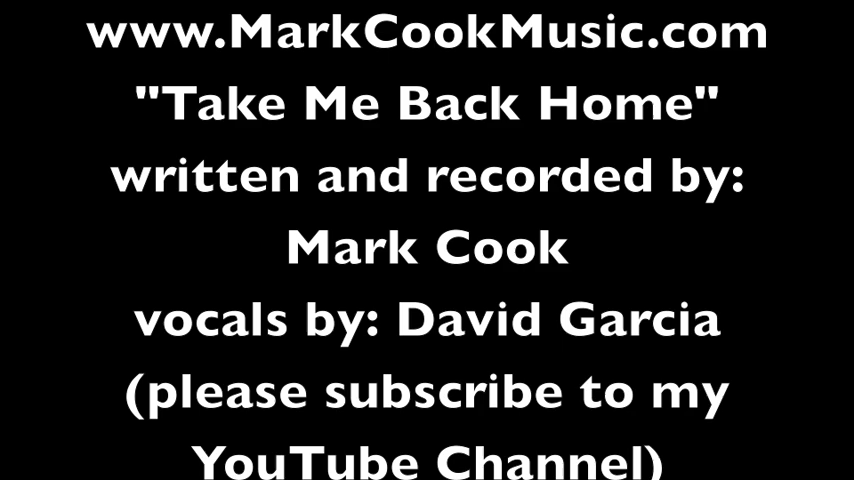 www.MarkCookMusic.com
"Take Me Back Home"
written and recorded by:
Mark Cook
vocals by: David Garcia
(please subscribe to my
YouTube Channel)